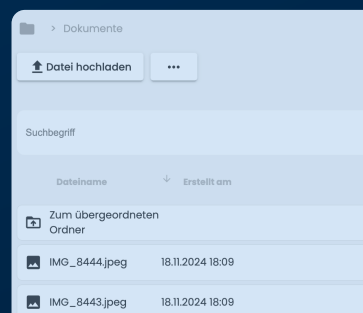 > Dokumente
Datei hochladen ...
Suchbegriff
Dateiname Erstellt am
Zum übergeordneten
Ordner
IMG_8444.jpeg 18.11.2024 18:09
IMG_8443.jpeg 18.11.2024 18:09